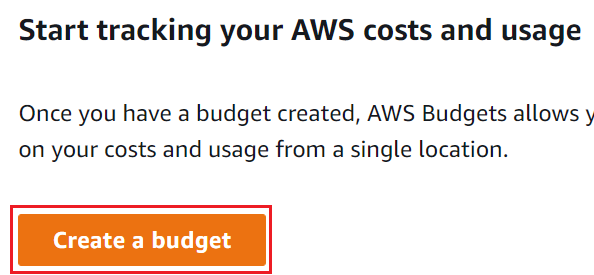 Start tracking your AWS costs and usage
Once you have a budget created, AWS Budgets allows
on your costs and usage from a single location.
Create a budget